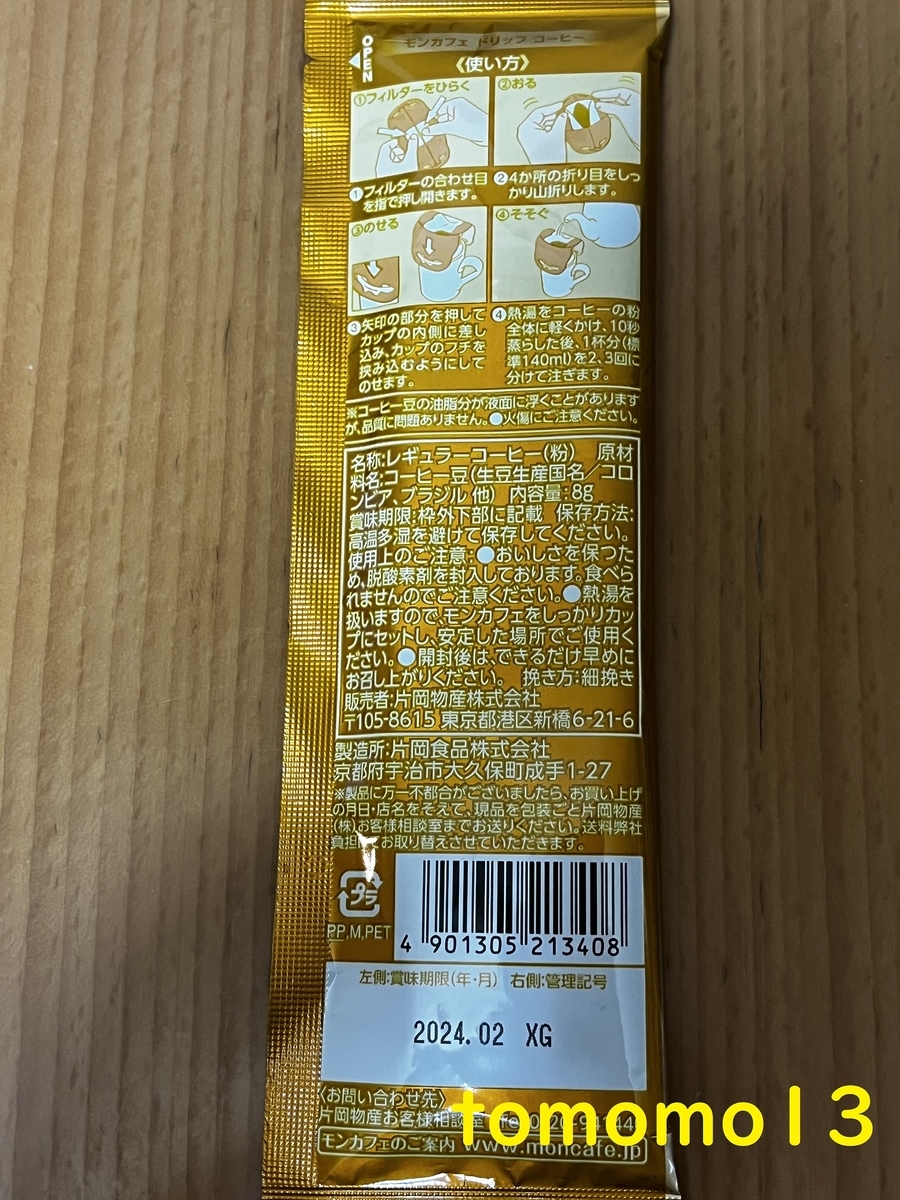 モンカフェ ドリップ コーヒー
OPEN
《使い方》
①フィルターをひらく
②おる
①フィルターの合わせ目
を指で押し開きます。
②4か所の折り目をしっ
かり山折りします。
③のせる
④そそぐ
③矢印の部分を押して
カップの内側に差し
込み、カップのフチを
挟み込むようにして
のせます。
④熱湯をコーヒーの粉
全体に軽くかけ、10秒
蒸らした後、1杯分(標
準140ml)を2、3回に
分けて注ぎます。
※コーヒー豆の油脂分が液面に浮くことがあります
が、品質に問題ありません。●火傷にご注意ください。
名称:レギュラーコーヒー(粉) 原材
料名:コーヒー豆(生豆生産国名/コロ
ンビア、ブラジル 他) 内容量:8g
賞味期限:枠外下部に記載 保存方法:
高温多湿を避けて保存してください。
使用上のご注意:●おいしさを保つた
め、脱酸素剤を封入しております。食べら
れませんのでご注意ください。●熱湯を
扱いますので、モンカフェをしっかりカッ
プにセットし、安定した場所でご使用く
ださい。●開封後は、できるだけ早めに
お召し上がりください。 挽き方:細挽き
販売者:片岡物産株式会社
〒105-8615 東京都港区新橋6-21-6
製造所:片岡食品株式会社
京都府宇治市大久保町成手1-27
※製品に万一不都合がございましたら、お買い上げ
の月日・店名をそえて、現品を包装ごと片岡物産
(株)お客様相談室までお送りください。送料弊社
負担にてお取り替えさせていただきます。
プラ
PP,M,PET
4 901305 213408
左側:賞味期限(年・月) 右側:管理記号
2024.02 XG
〈お問い合わせ先〉
片岡物産お客様相談室
モンカフェのご案内 www.moncafe.jp
tomomo13